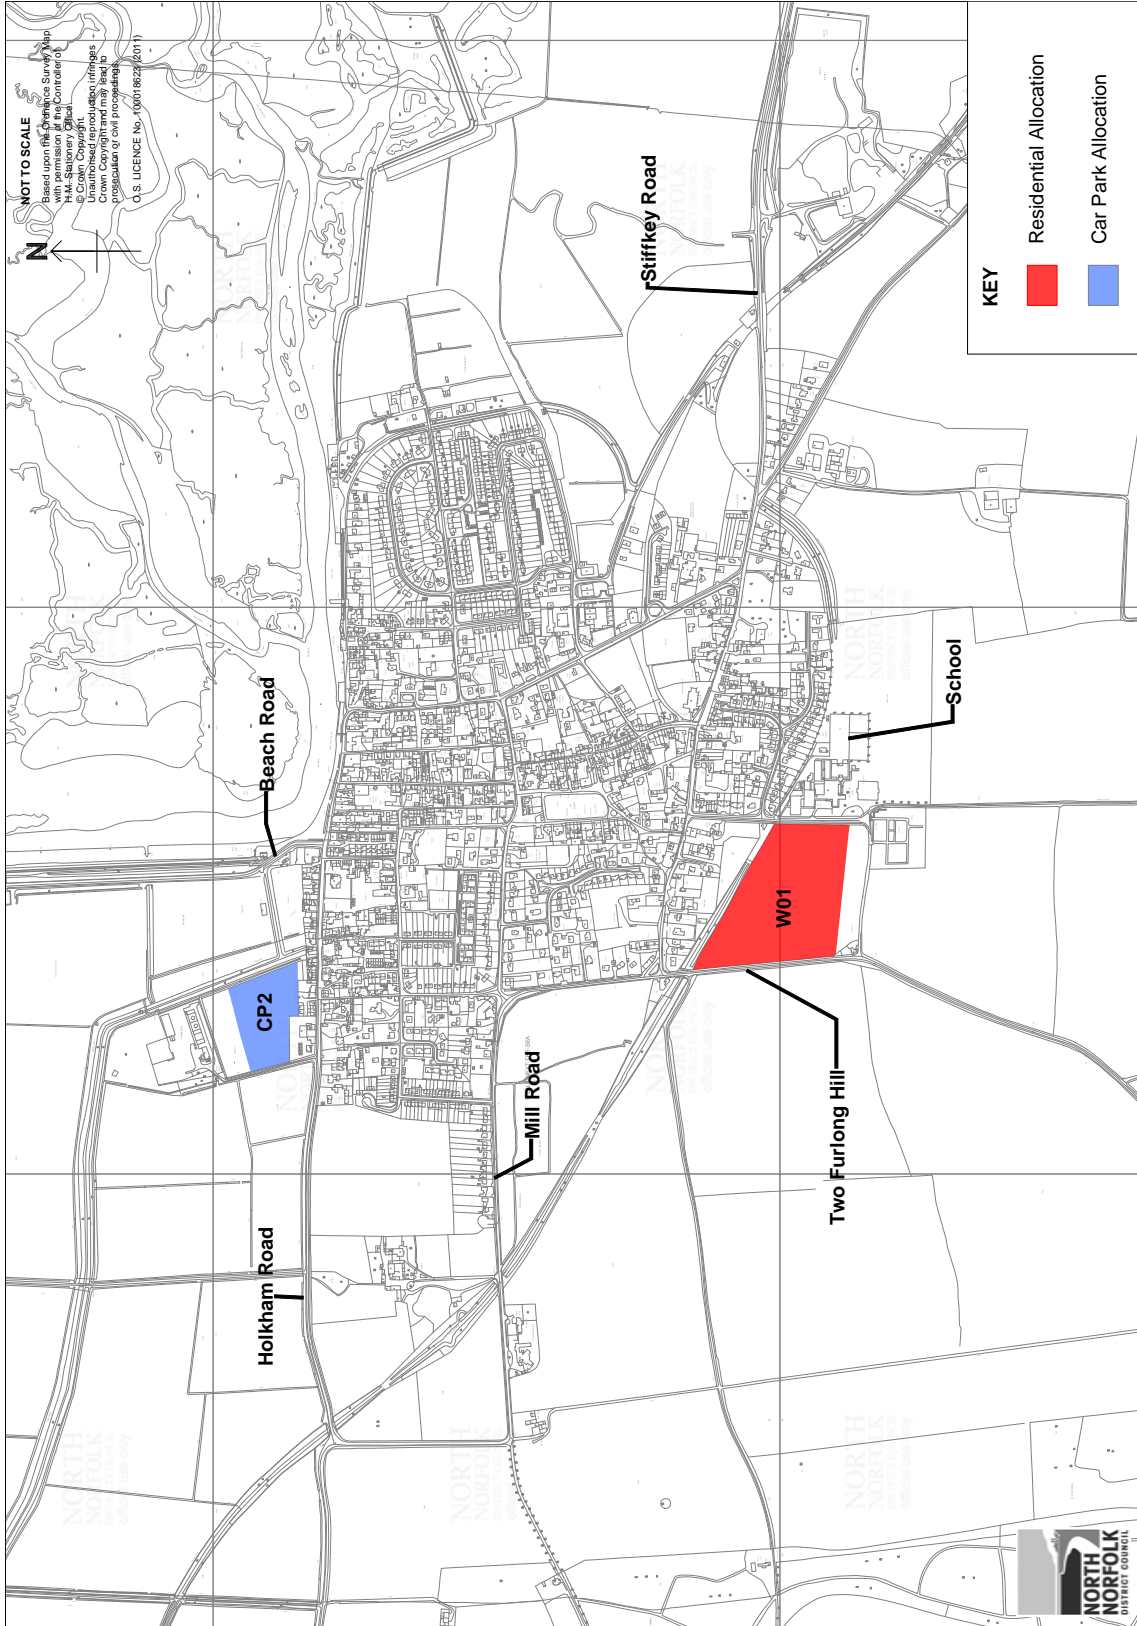 NOT TO SCALE
Based upon the Ordnance Survey Map
with permission of the Controller of
H.M. Stationery Office
© Crown Copyright.
Unauthorised reproduction infringes
Crown Copyright and may lead to
prosecution or civil proceedings.
O.S. LICENCE No. 100018623 (2011)
N
Stiffkey Road
Beach Road
School
CP2
W01
Mill Road
Two Furlong Hill
Holkham Road
KEY
Residential Allocation
Car Park Allocation
NORTH
NORFOLK
DISTRICT COUNCIL